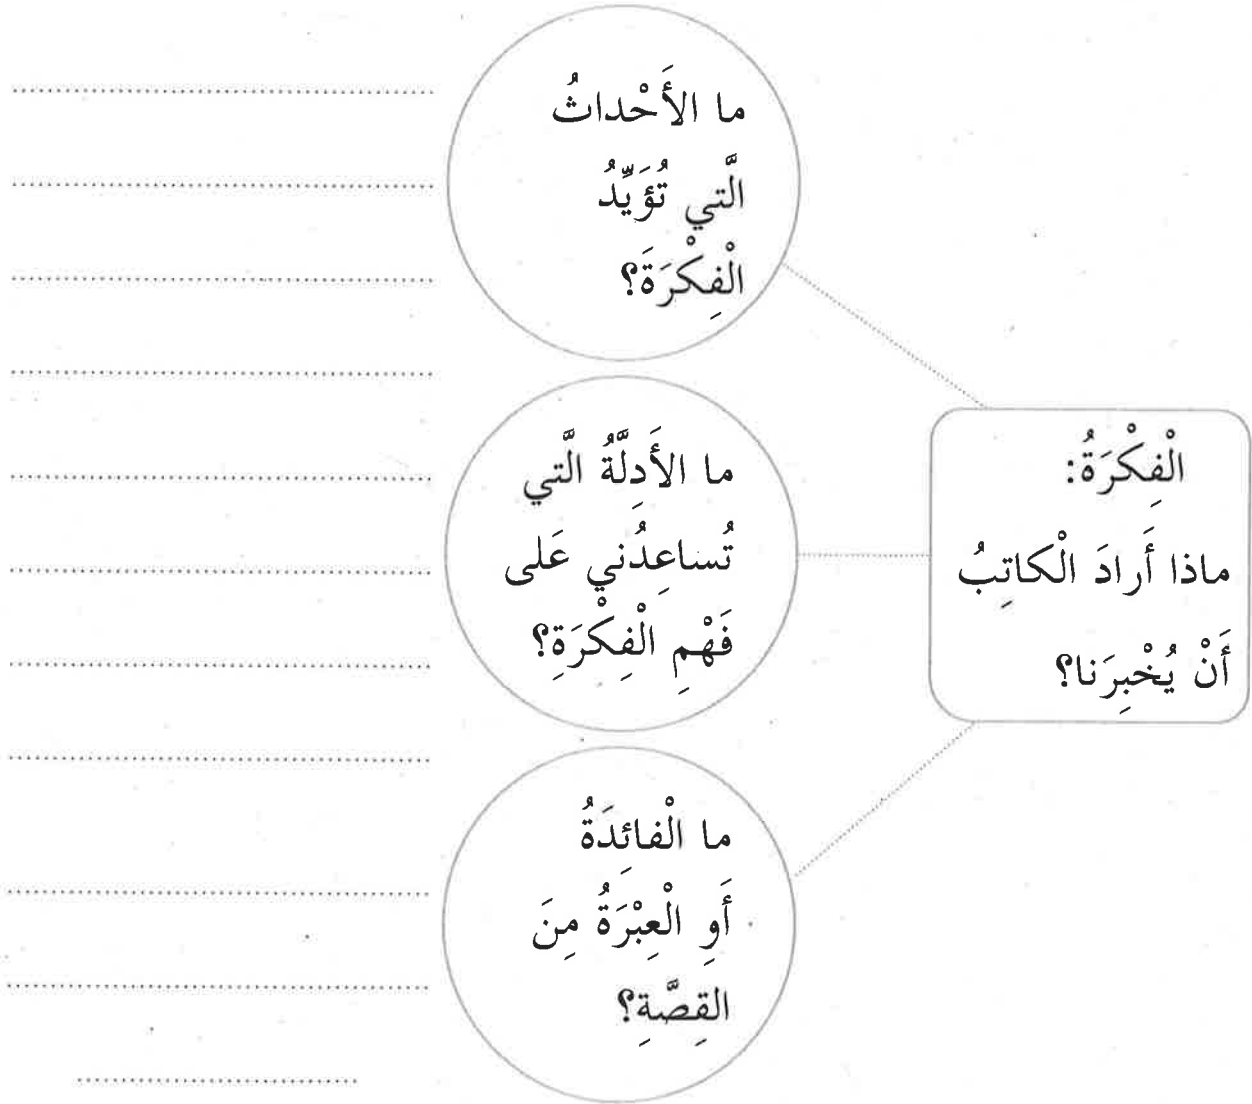 ما الأَحْداثُ
الَّتي تُؤَيِّدُ
الْفِكْرَةَ؟
الْفِكْرَةُ:
ماذا أَرادَ الْكاتِبُ
أَنْ يُخْبِرَنا؟
ما الأَدِلَّةُ الَّتي
تُساعِدُني عَلى
فَهْمِ الْفِكْرَةِ؟
ما الْفائِدَةُ
أَوِ الْعِبْرَةُ مِنَ
القِصَّةِ؟